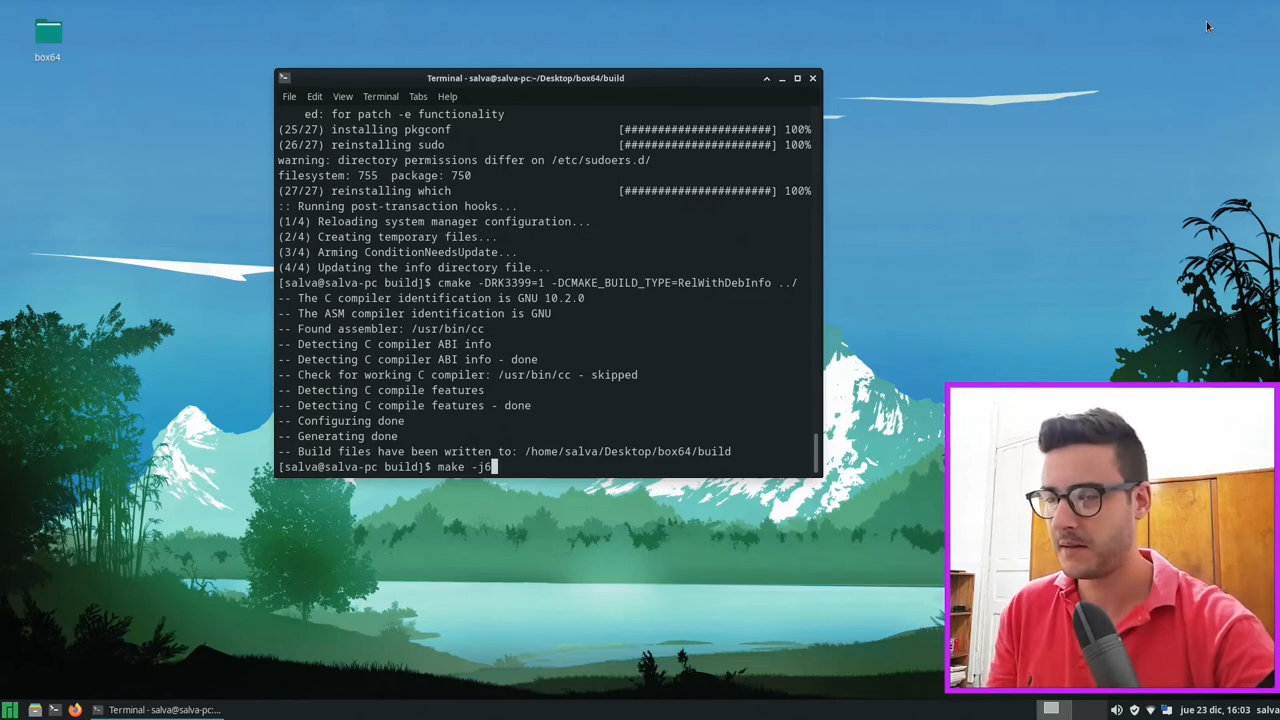 box64
Terminal - salva@salva-pc:~/Desktop/box64/build
File Edit View Terminal Tabs Help
ed: for patch -e functionality
(25/27) installing pkgconf [######################] 100%
(26/27) reinstalling sudo [######################] 100%
warning: directory permissions differ on /etc/sudoers.d/
filesystem: 755  package: 750
(27/27) reinstalling which [######################] 100%
:: Running post-transaction hooks...
(1/4) Reloading system manager configuration...
(2/4) Creating temporary files...
(3/4) Arming ConditionNeedsUpdate...
(4/4) Updating the info directory file...
[salva@salva-pc build]$ cmake -DRK3399=1 -DCMAKE_BUILD_TYPE=RelWithDebInfo ../
-- The C compiler identification is GNU 10.2.0
-- The ASM compiler identification is GNU
-- Found assembler: /usr/bin/cc
-- Detecting C compiler ABI info
-- Detecting C compiler ABI info - done
-- Check for working C compiler: /usr/bin/cc - skipped
-- Detecting C compile features
-- Detecting C compile features - done
-- Configuring done
-- Generating done
-- Build files have been written to: /home/salva/Desktop/box64/build
[salva@salva-pc build]$ make -j6
Terminal - salva@salva-pc:...
jue 23 dic, 16:03 salva